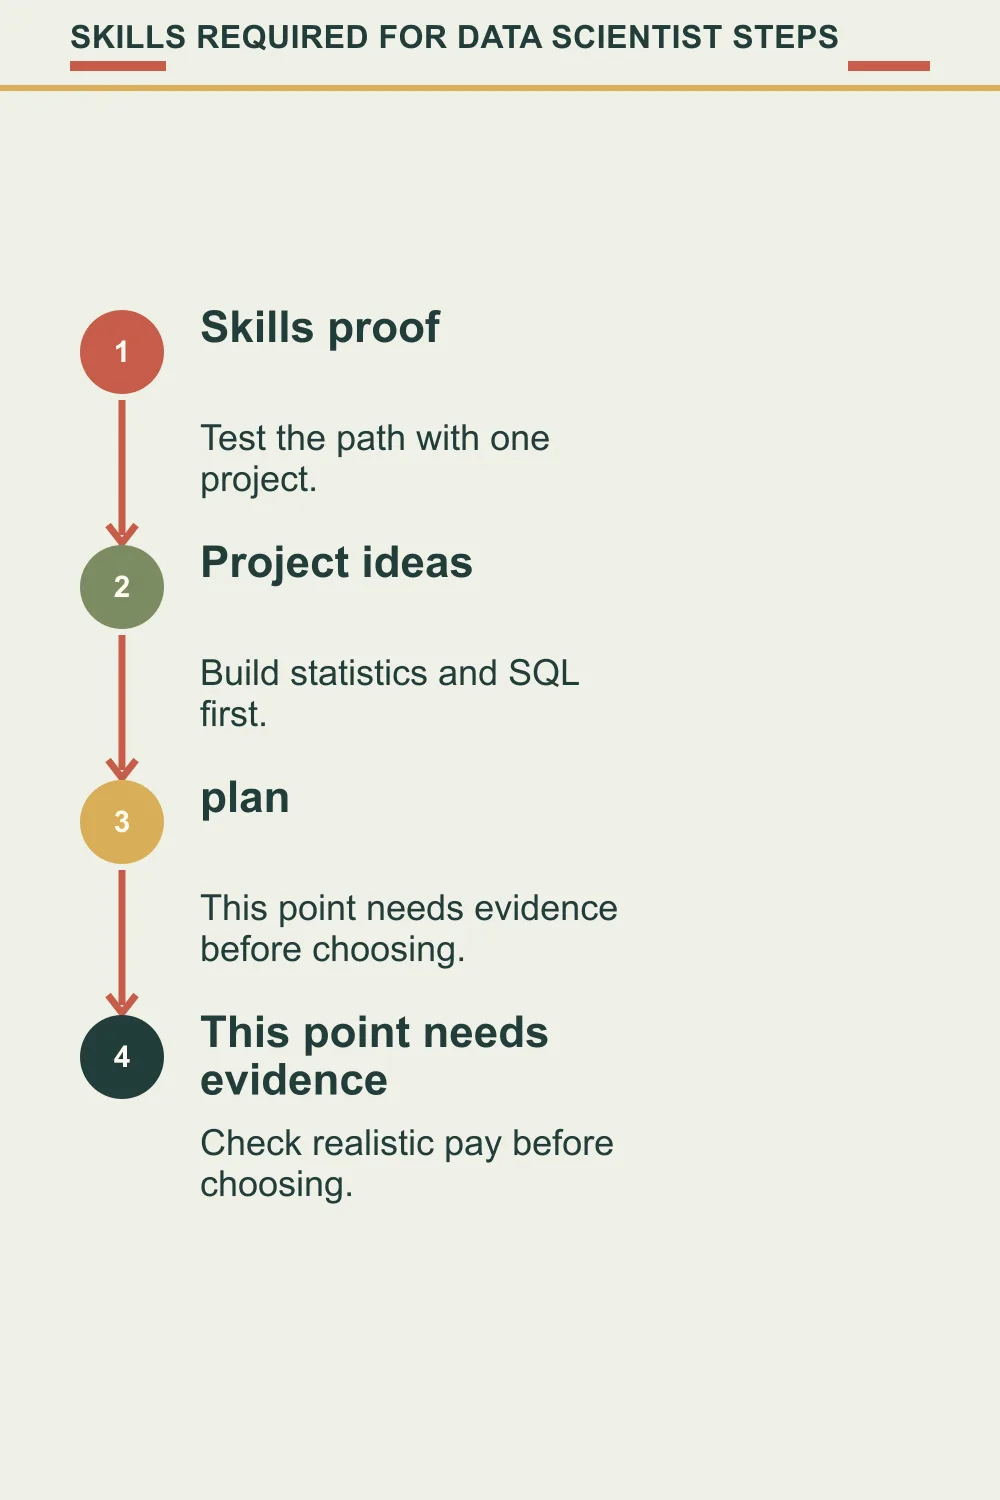 SKILLS REQUIRED FOR DATA SCIENTIST STEPS
1
Skills proof
Test the path with one
project.
2
Project ideas
Build statistics and SQL
first.
3
plan
This point needs evidence
before choosing.
4
This point needs
evidence
Check realistic pay before
choosing.